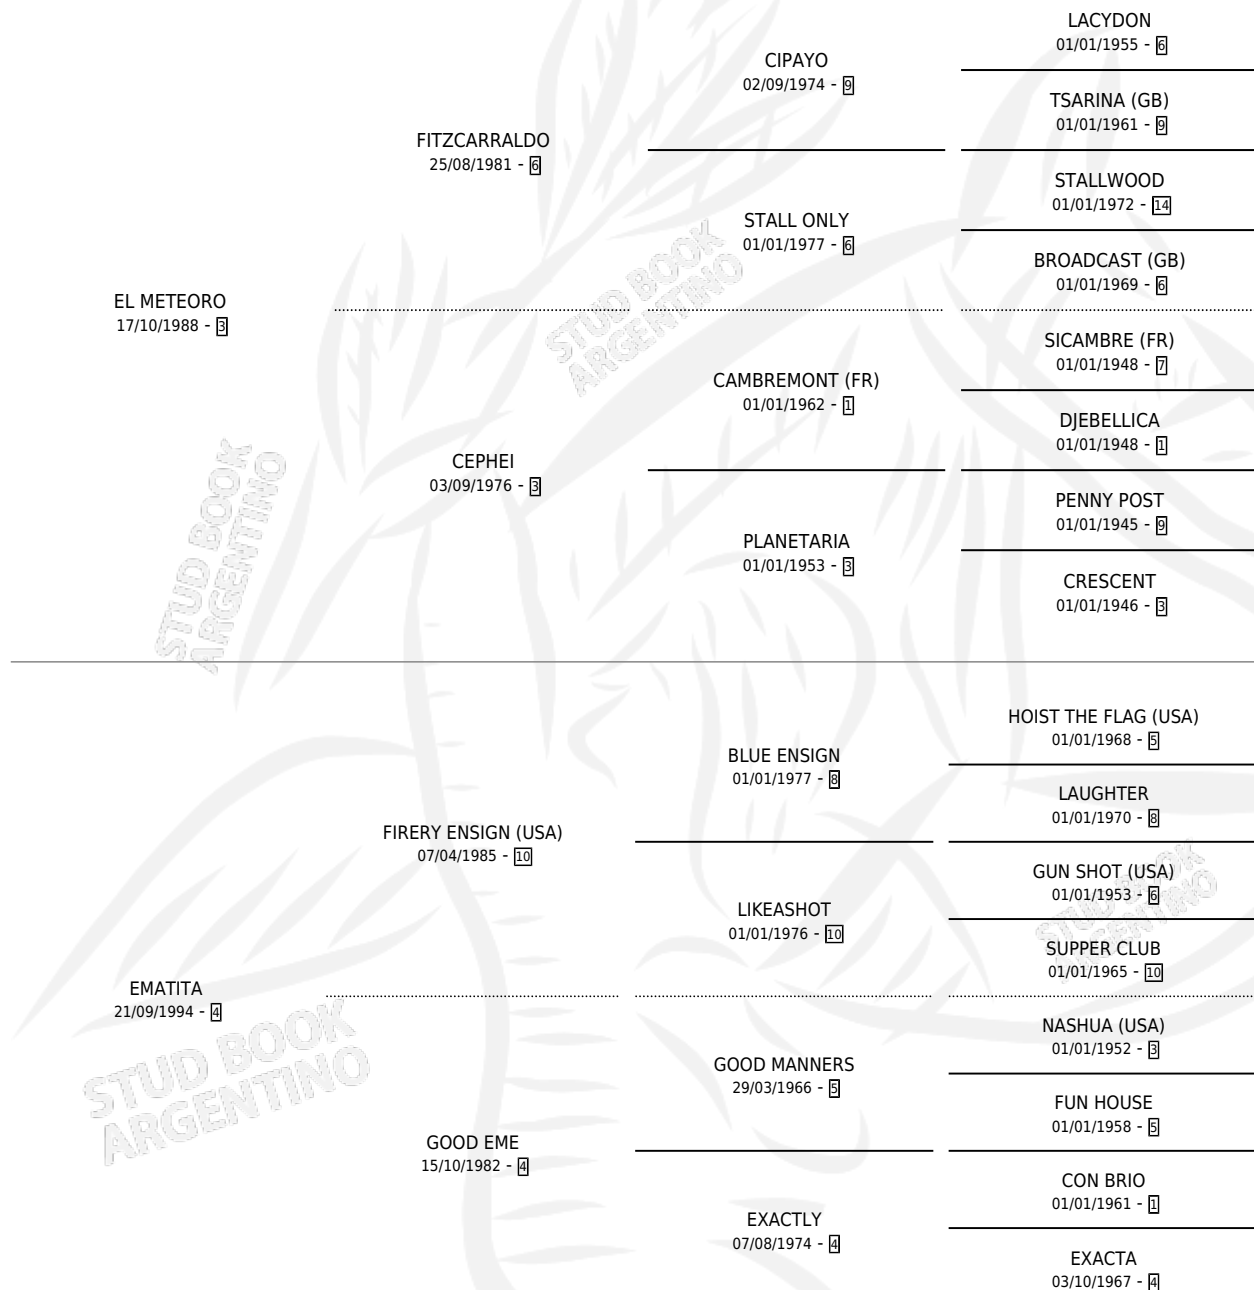 LACYDON
01/01/1955 - 6
CIPAYO
02/09/1974 - 9
TSARINA (GB)
01/01/1961 - 9
FITZCARRALDO
25/08/1981 - 6
STALLWOOD
01/01/1972 - 14
STALL ONLY
01/01/1977 - 6
BROADCAST (GB)
01/01/1969 - 6
EL METEORO
17/10/1988 - 3
STUD BOOK
ARGENTINO
SICAMBRE (FR)
01/01/1948 - 7
CAMBREMONT (FR)
01/01/1962 - 1
DJEBELLICA
01/01/1948 - 1
CEPHEI
03/09/1976 - 3
PENNY POST
01/01/1945 - 9
PLANETARIA
01/01/1953 - 3
CRESCENT
01/01/1946 - 3
STUD BOOK
ARGENTINO
HOIST THE FLAG (USA)
01/01/1968 - 5
BLUE ENSIGN
01/01/1977 - 8
LAUGHTER
01/01/1970 - 8
FIRERY ENSIGN (USA)
07/04/1985 - 10
GUN SHOT (USA)
01/01/1953 - 6
LIKEASHOT
01/01/1976 - 10
SUPPER CLUB
01/01/1965 - 10
STUD BOOK
ARGENTINO
EMATITA
21/09/1994 - 4
NASHUA (USA)
01/01/1952 - 3
GOOD MANNERS
29/03/1966 - 5
FUN HOUSE
01/01/1958 - 5
STUD BOOK
ARGENTINO
GOOD EME
15/10/1982 - 4
CON BRIO
01/01/1961 - 1
EXACTLY
07/08/1974 - 4
EXACTA
03/10/1967 - 4